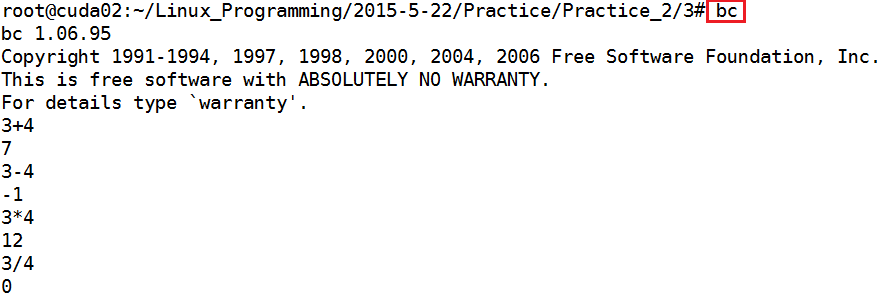 root@cuda02:~/Linux_Programming/2015-5-22/Practice/Practice_2/3# bc
bc 1.06.95
Copyright 1991-1994, 1997, 1998, 2000, 2004, 2006 Free Software Foundation, Inc.
This is free software with ABSOLUTELY NO WARRANTY.
For details type `warranty'.
3+4
7
3-4
-1
3*4
12
3/4
0